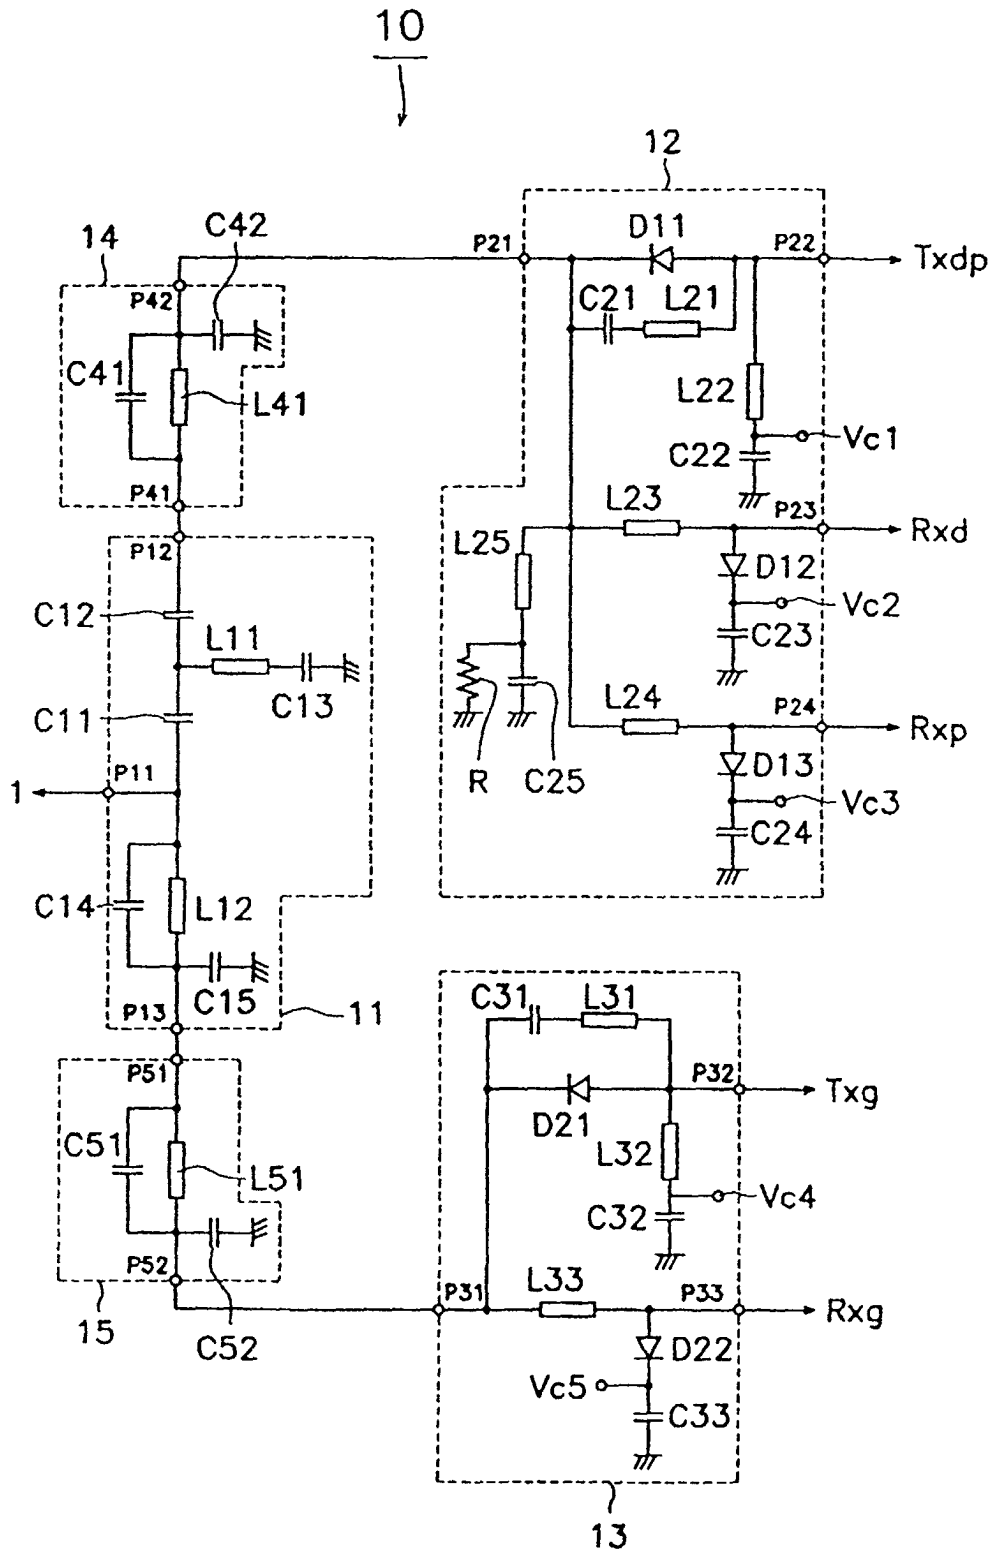 10
12
C42
14
P21
D11
P22
Txdp
P42
C21
L21
C41
L41
L22
Vc1
C22
P41
L23
P23
Rxd
P12
L25
D12
C12
Vc2
L11
C23
C13
C11
L24
P24
Rxp
P11
D13
1
R
C25
Vc3
C24
C14
L12
C15
C31
L31
P13
11
P51
P32
Txg
D21
C51
L32
L51
Vc4
C32
P52
P31
L33
P33
Rxg
15
C52
D22
Vc5
C33
13